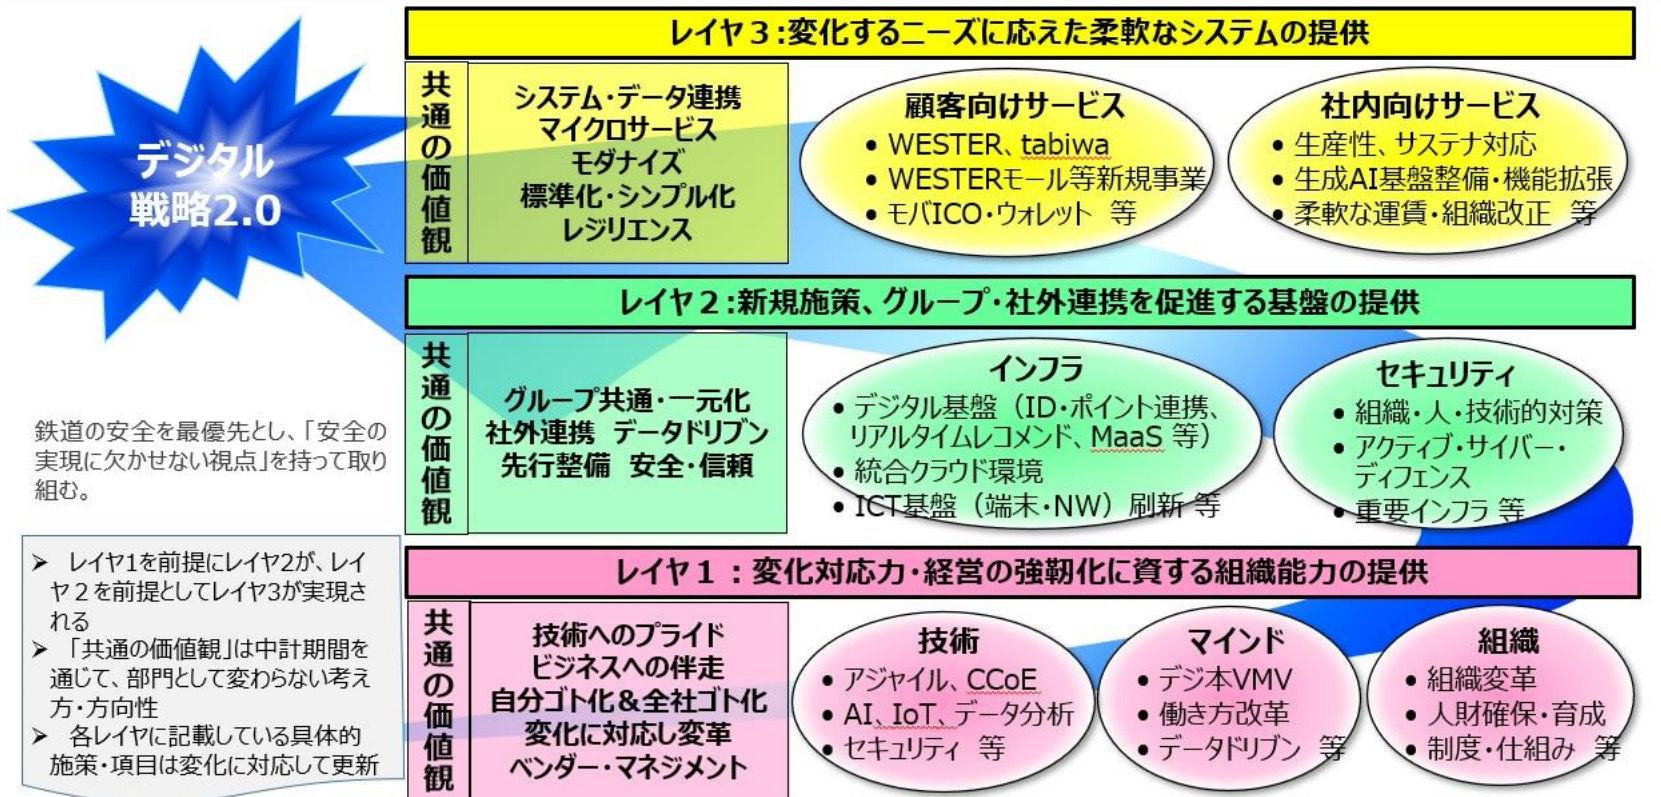 デジタル
戦略2.0
鉄道の安全を最優先とし、「安全の
実現に欠かせない視点」を持って取り
組む。
➢ レイヤ1を前提にレイヤ2が、レイ
ヤ２を前提としてレイヤ3が実現さ
れる
➢ 「共通の価値観」は中計期間を
通じて、部門として変わらない考え
方・方向性
➢ 各レイヤに記載している具体的
施策・項目は変化に対応して更新
レイヤ３:変化するニーズに応えた柔軟なシステムの提供
共通の価値観
システム・データ連携
マイクロサービス
モダナイズ
標準化・シンプル化
レジリエンス
顧客向けサービス
• WESTER、tabiwa
• WESTERモール等新規事業
• モバICO・ウォレット 等
社内向けサービス
• 生産性、サステナ対応
• 生成AI基盤整備・機能拡張
• 柔軟な運賃・組織改正 等
レイヤ２:新規施策、グループ・社外連携を促進する基盤の提供
共通の価値観
グループ共通・一元化
社外連携 データドリブン
先行整備 安全・信頼
インフラ
• デジタル基盤（ID・ポイント連携、
リアルタイムレコメンド、MaaS 等）
• 統合クラウド環境
• ICT基盤（端末・NW）刷新 等
セキュリティ
• 組織・人・技術的対策
• アクティブ・サイバー・
ディフェンス
• 重要インフラ 等
レイヤ１：変化対応力・経営の強靭化に資する組織能力の提供
共通の価値観
技術へのプライド
ビジネスへの伴走
自分ゴト化＆全社ゴト化
変化に対応し変革
ベンダー・マネジメント
技術
• アジャイル、CCoE
• AI、IoT、データ分析
• セキュリティ 等
マインド
• デジ本VMV
• 働き方改革
• データドリブン 等
組織
• 組織変革
• 人財確保・育成
• 制度・仕組み 等